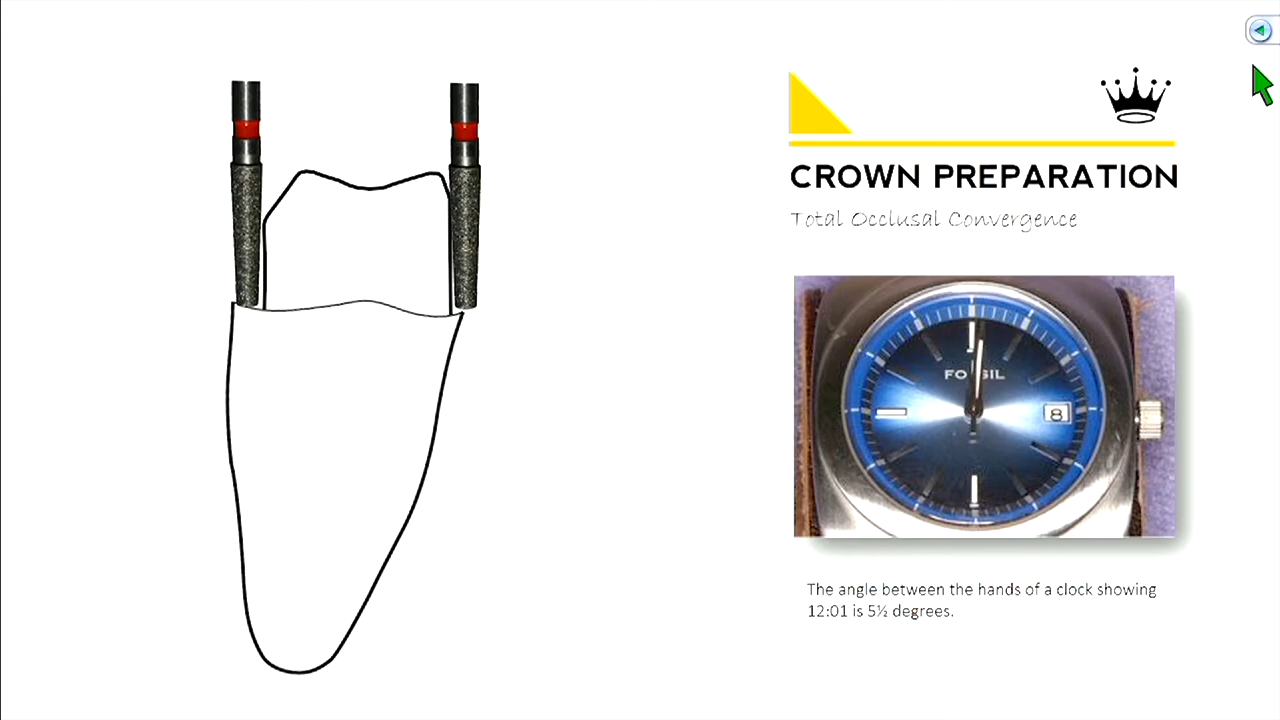 CROWN PREPARATION
Total Occlusal Convergence
FOSSIL
8
The angle between the hands of a clock showing
12:01 is 5½ degrees.